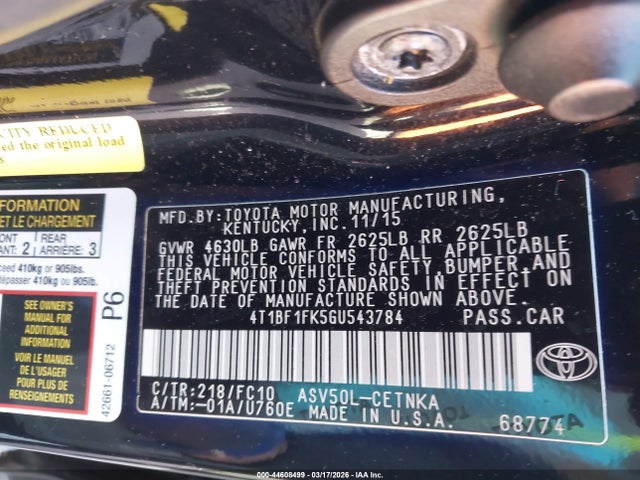 CITY REDUCED
ed the original load
s
FORMATION
ET LE CHARGEMENT
ONT
ANT: 2
REAR
ARRIÈRE: 3
ceed 410kg or 905lbs.
dépasser 410kg ou 905lb.
SEE OWNER'S
MANUAL FOR
ADDITIONAL
INFORMATION
VOIR LE MANUEL
DE L'USAGER
POUR PLUS DE
RENSEIGNEMENTS
P6
42661-06712
MFD.BY:TOYOTA MOTOR MANUFACTURING,
KENTUCKY,INC.11/15
GVWR 4630LB GAWR FR 2625LB RR 2625LB
THIS VEHICLE CONFORMS TO ALL APPLICABLE
FEDERAL MOTOR VEHICLE SAFETY,BUMPER,AND
THEFT PREVENTION STANDARDS IN EFFECT ON
THE DATE OF MANUFACTURE SHOWN ABOVE.
4T1BF1FK5GU543784 PASS.CAR
C/TR:218/FC10 ASV50L-CETNKA
A/TM:-01A/U760E MADE IN U.S.A.
68774
TOYOTA
000-44608499 - 03/17/2026 - IAA Inc.